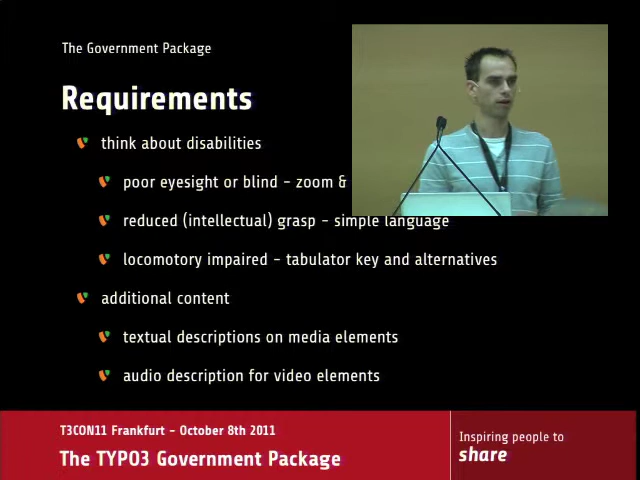 The Government Package
Requirements
think about disabilities
poor eyesight or blind - zoom &
reduced (intellectual) grasp - simple language
locomotory impaired - tabulator key and alternatives
additional content
textual descriptions on media elements
audio description for video elements
T3CON11 Frankfurt - October 8th 2011
The TYPO3 Government Package
Inspiring people to
share